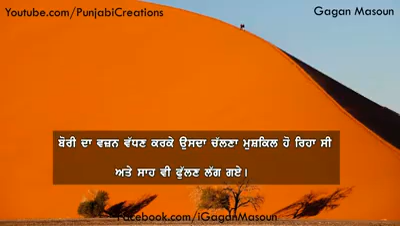 Youtube.com/PunjabiCreations
Gagan Masoun
ਬੋਰੀ ਦਾ ਵਜ਼ਨ ਵੱਧਣ ਕਰਕੇ ਉਸਦਾ ਚੱਲਣਾ ਮੁਸ਼ਕਿਲ ਹੋ ਰਿਹਾ ਸੀ
ਅਤੇ ਸਾਹ ਵੀ ਫੁੱਲਣ ਲੱਗ ਗਏ।
Facebook.com/iGaganMasoun